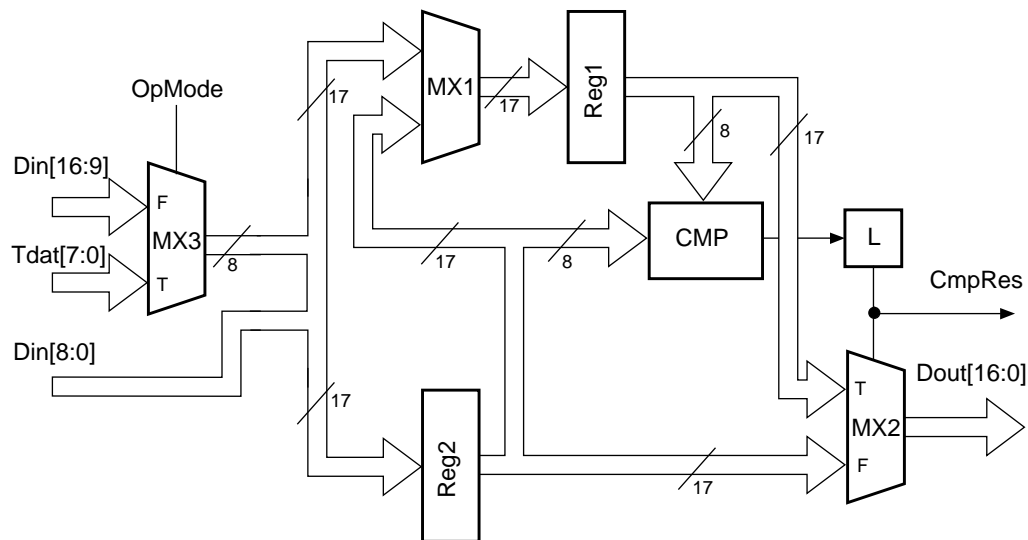 OpMode
Din[16:9]
F
MX3
Tdat[7:0]
T
8
Din[8:0]
17
17
MX1
17
Reg1
8
17
17
8
CMP
L
CmpRes
Reg2
17
T
MX2
F
Dout[16:0]